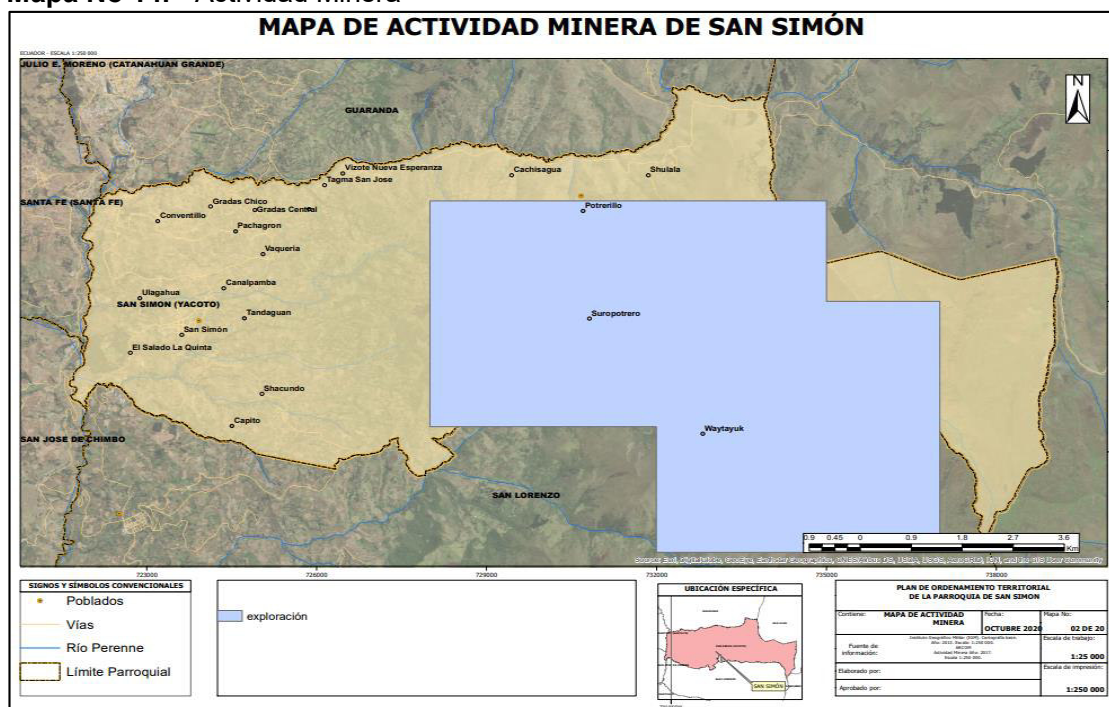 Mapa No 14. - Actividad Minera
MAPA DE ACTIVIDAD MINERA DE SAN SIMÓN
ECUADOR - ESCALA 1:250 000
JULIO E. MORENO (CATANAHUAN GRANDE)
N
GUARANDA
Vizote Nueva Esperanza
Tagma San Jose
Cachisagua
Shulala
SANTA FE (SANTA FE)
Gradas Chico
Gradas Central
Potrerillo
Conventillo
Pachagron
Vaqueria
Canalpamba
Ulagahua
SAN SIMON (YACOTO)
Tandaguan
Suropotrero
San Simón
El Salado La Quinta
Shacundo
Capito
Waytayuk
SAN JOSE DE CHIMBO
SAN LORENZO
0.9 0.45 0 0.9 1.8 2.7 3.6
Km
723000 726000 729000 732000 735000 738000
SIGNOS Y SÍMBOLOS CONVENCIONALES
Poblados
Vías
Río Perenne
Límite Parroquial
exploración
UBICACIÓN ESPECÍFICA
SAN SIMÓN
PLAN DE ORDENAMIENTO TERRITORIAL
DE LA PARROQUIA DE SAN SIMON
Contiene: MAPA DE ACTIVIDAD MINERA
Fecha: OCTUBRE 2020
Mapa No: 02 DE 20
Fuente de información:
Escala de trabajo: 1:25 000
Elaborado por:
Escala de impresión:
Aprobado por:
1:250 000